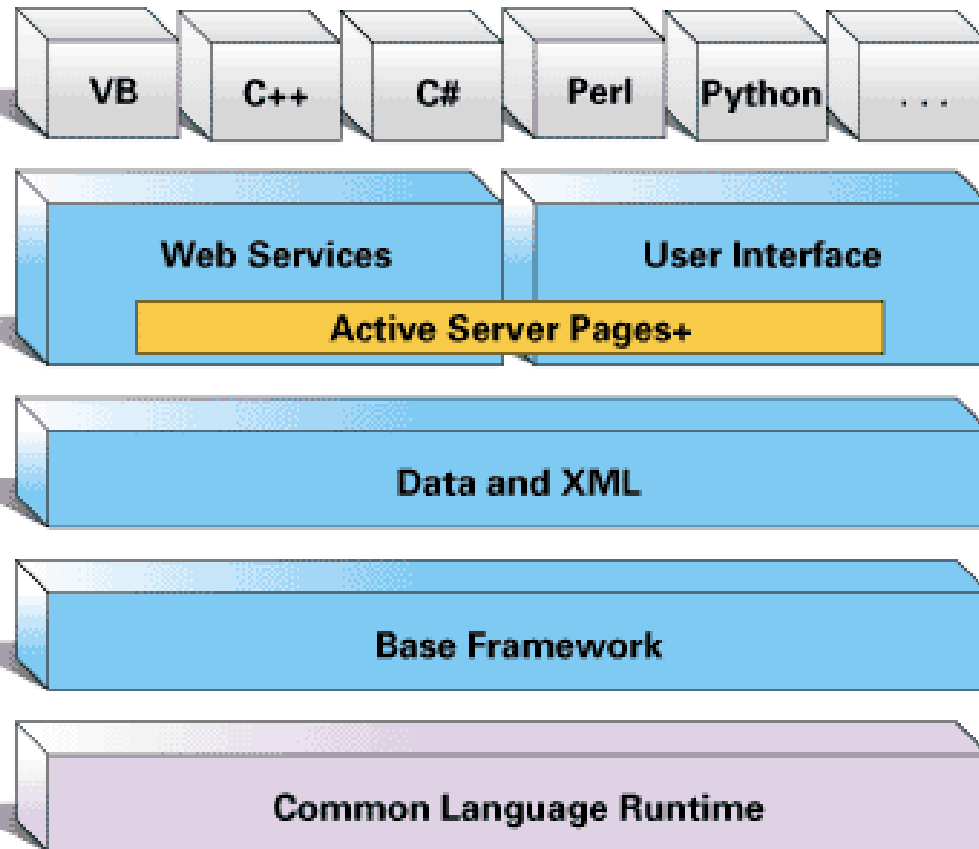 VB C++ C# Perl Python ...
Web Services User Interface
Active Server Pages+
Data and XML
Base Framework
Common Language Runtime